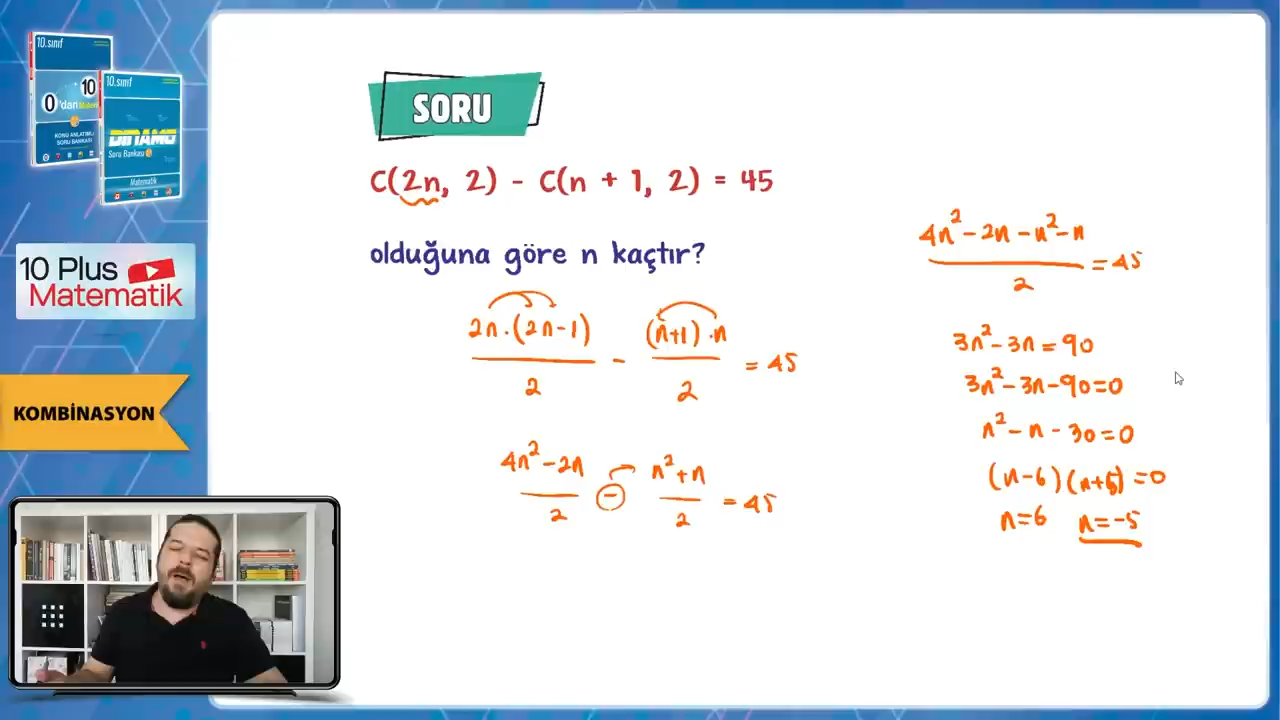 10.sınıf
10
0'dan
KONU ANLATIMLI
SORU BANKASI
10.sınıf
DİNAMO
Soru Bankası
Matematik
10 Plus
Matematik
KOMBİNASYON
SORU
C(2n, 2) - C(n + 1, 2) = 45
olduğuna göre n kaçtır?
2n.(2n-1)/2 - (n+1).n/2 = 45
4n²-2n/2 - n²+n/2 = 45
4n²-2n-n²-n/2 = 45
3n²-3n=90
3n²-3n-90=0
n²-n-30=0
(n-6)(n+5)=0
n=6 n=-5